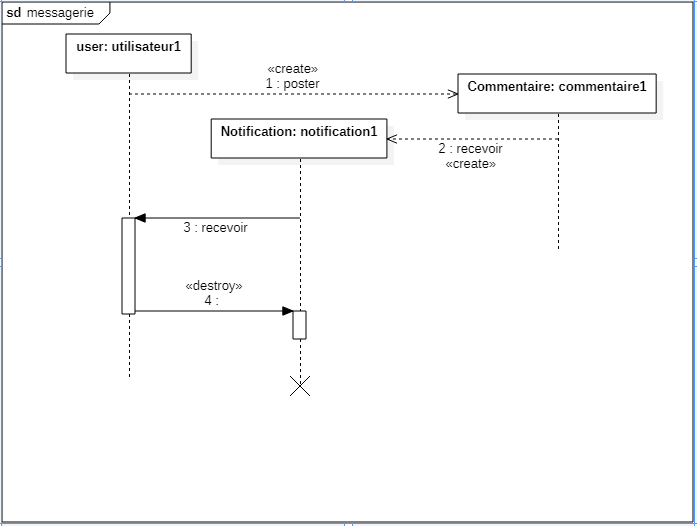 sd messagerie
user: utilisateur1
«create»
1 : poster
Commentaire: commentaire1
Notification: notification1
2 : recevoir
«create»
3 : recevoir
«destroy»
4 :